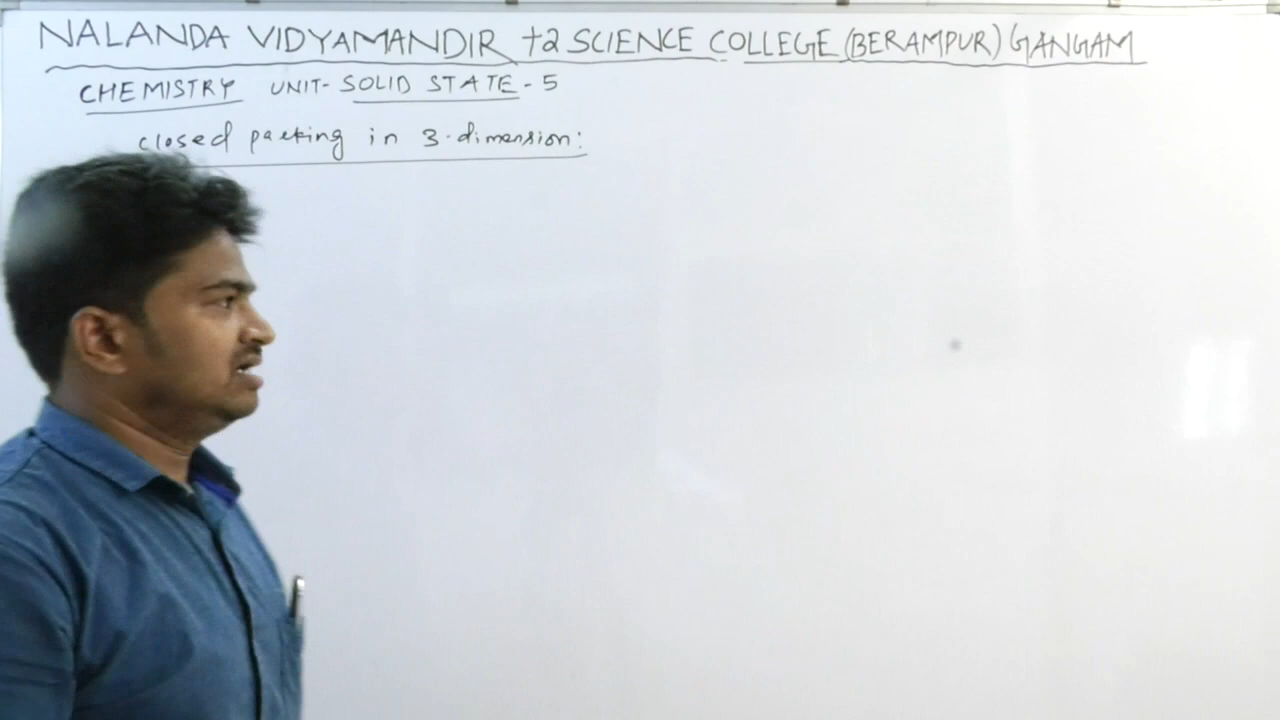 NALANDA VIDYAMANDIR +2 SCIENCE COLLEGE (BERAMPUR) GANGAM
CHEMISTRY UNIT- SOLID STATE - 5
closed packing in 3-dimension: